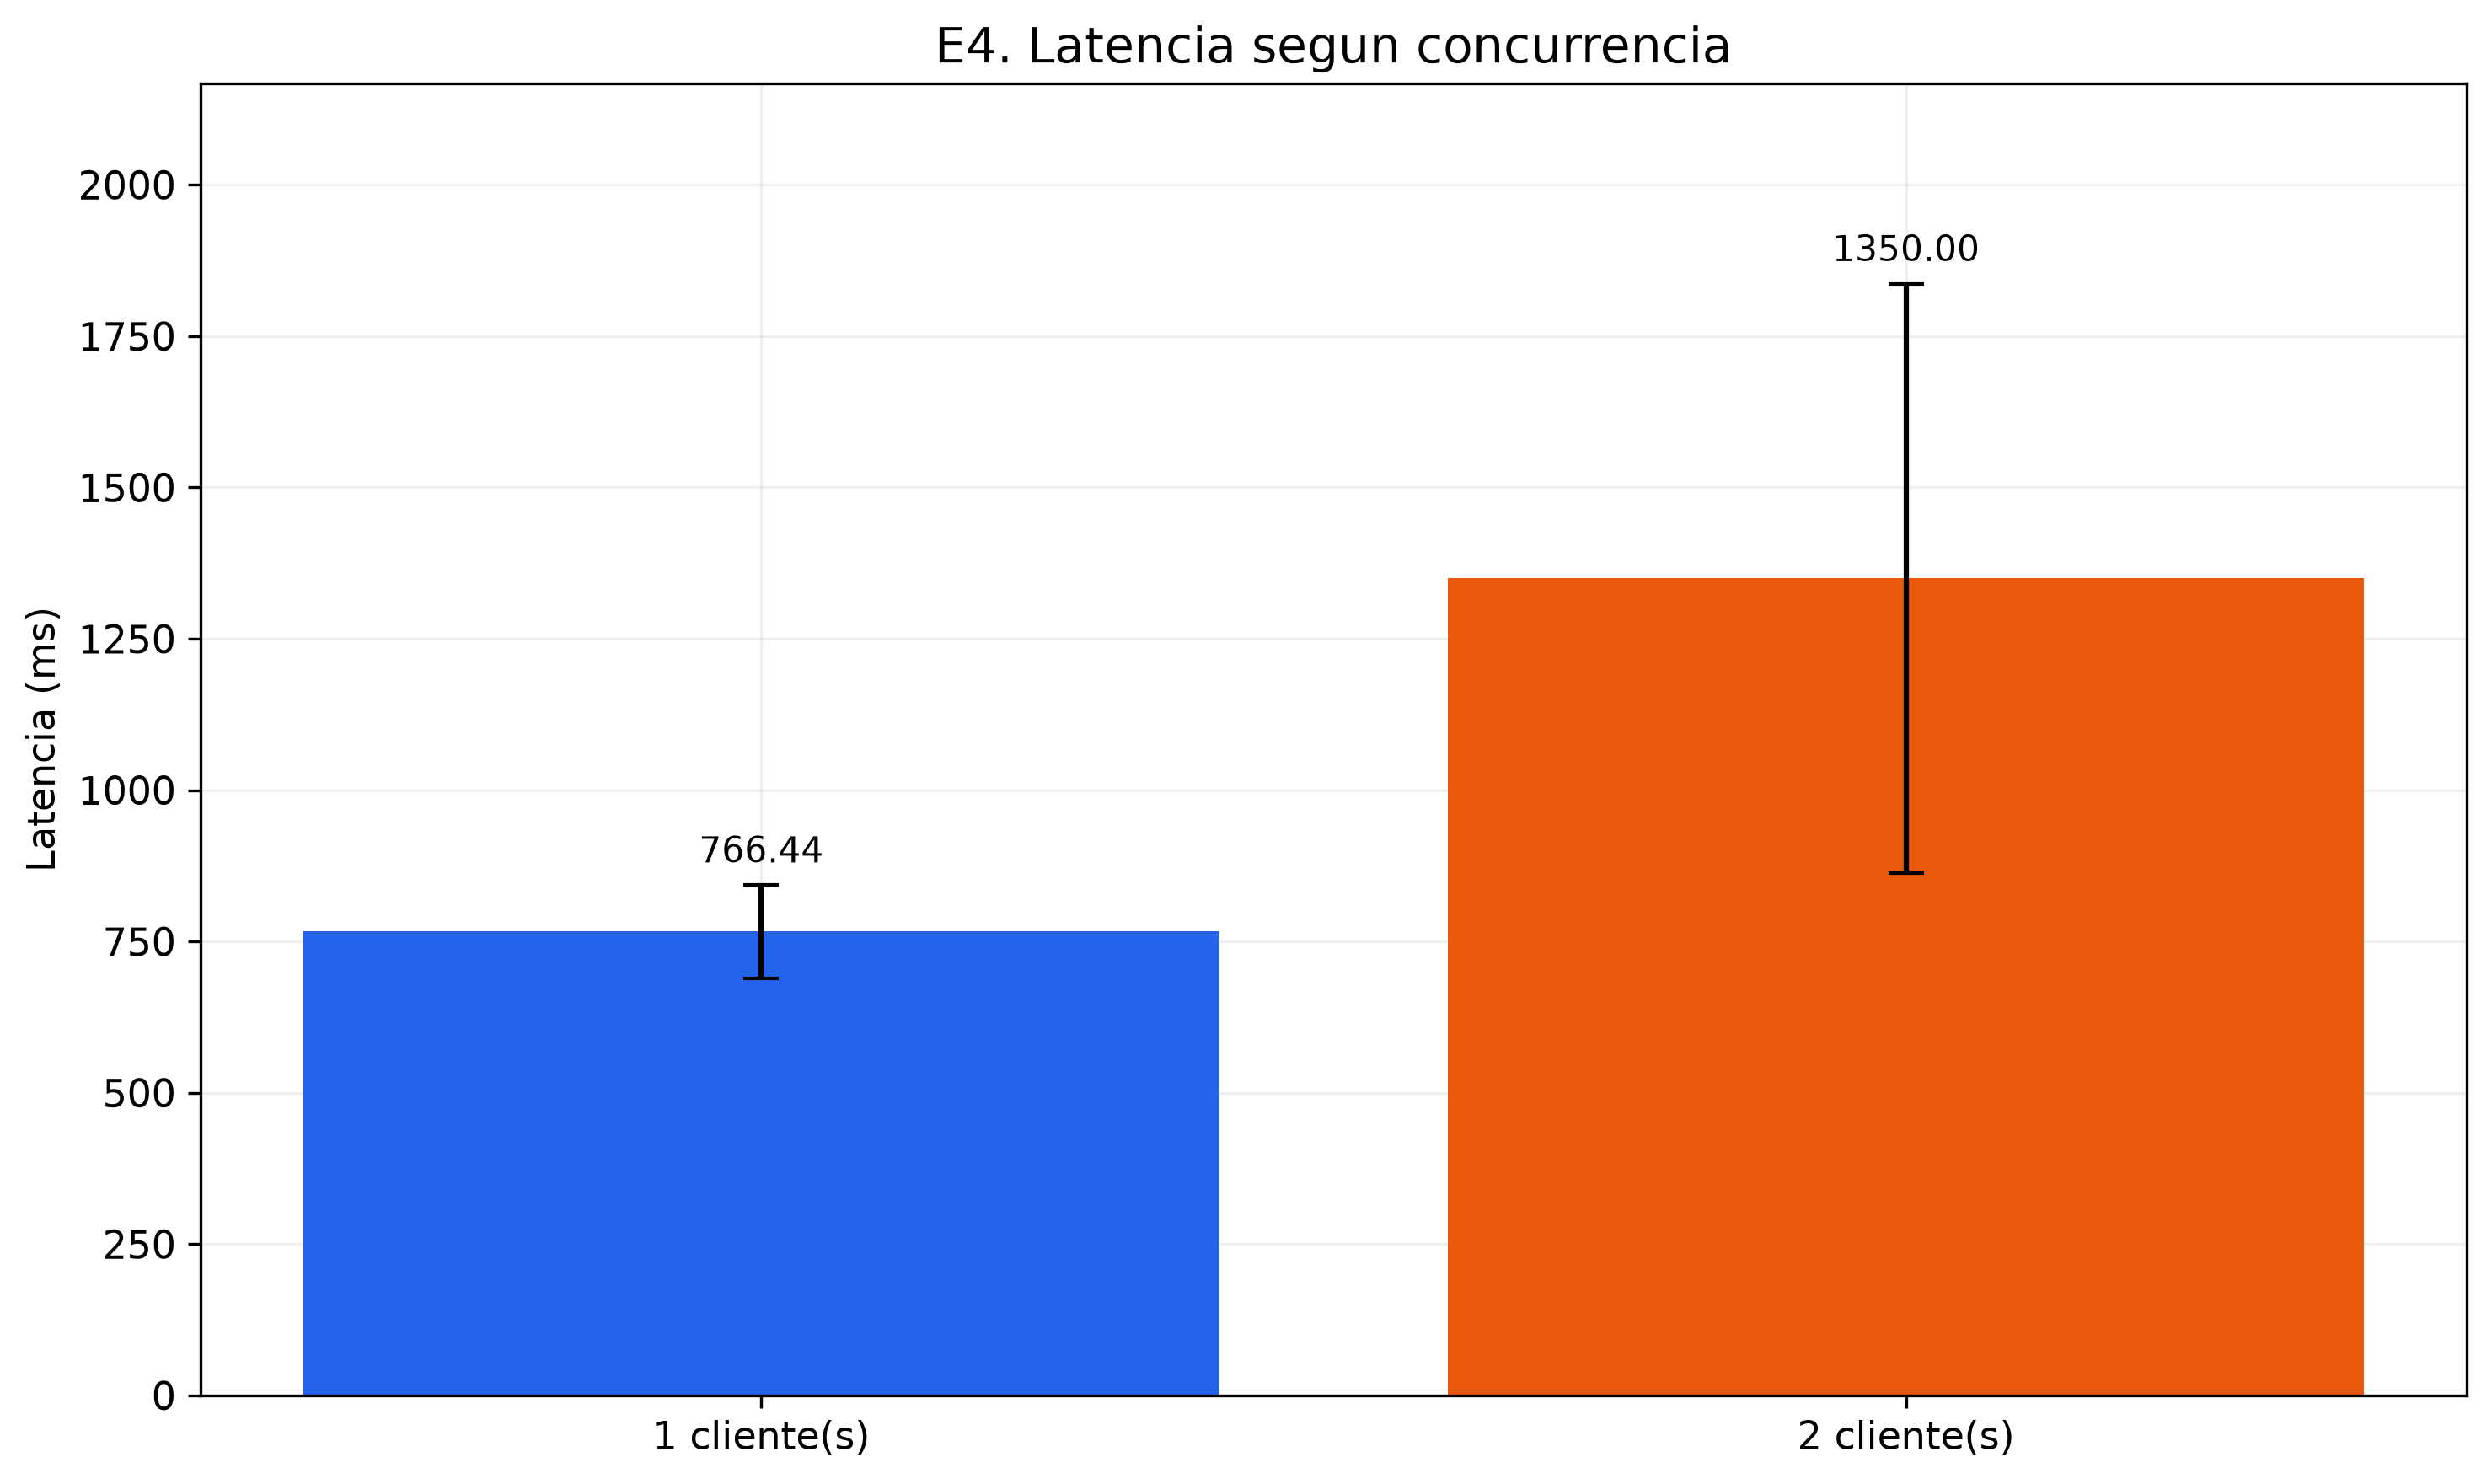 E4. Latencia segun concurrencia
Latencia (ms)
2000
1750
1500
1250
1000
750
500
250
0
1350.00
766.44
1 cliente(s)
2 cliente(s)